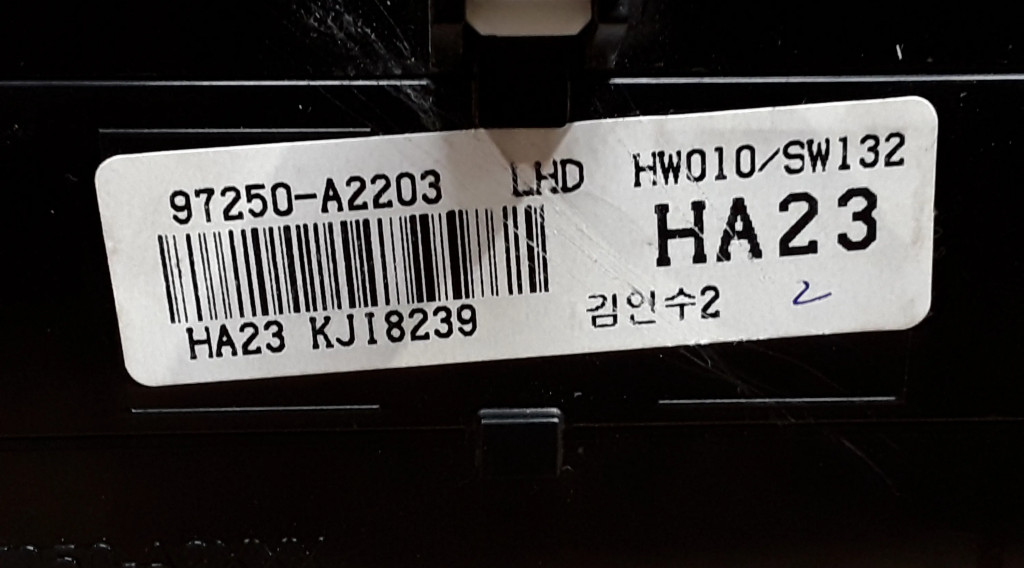 97250-A2203 LHD HW010/SW132
HA23
HA23 KJI8239 김인수2 2